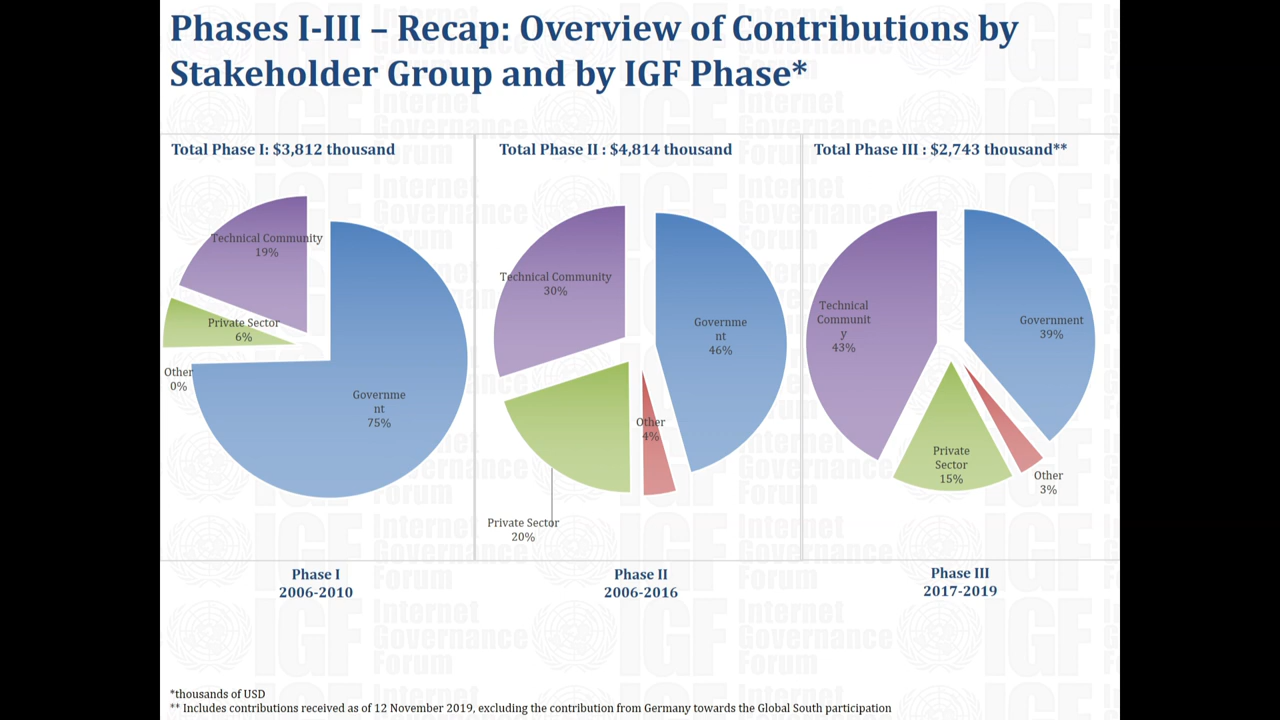 Phases I-III – Recap: Overview of Contributions by
Stakeholder Group and by IGF Phase*
Total Phase I: $3,812 thousand
Technical Community
19%
Private Sector
6%
Other
0%
Governme
nt
75%
Phase I
2006-2010
Total Phase II : $4,814 thousand
Technical Community
30%
Governme
nt
46%
Other
4%
Private Sector
20%
Phase II
2006-2016
Total Phase III : $2,743 thousand**
Technical
Communit
y
43%
Government
39%
Private
Sector
15%
Other
3%
Phase III
2017-2019
*thousands of USD
** Includes contributions received as of 12 November 2019, excluding the contribution from Germany towards the Global South participation
IGF
Internet
Governance
Forum